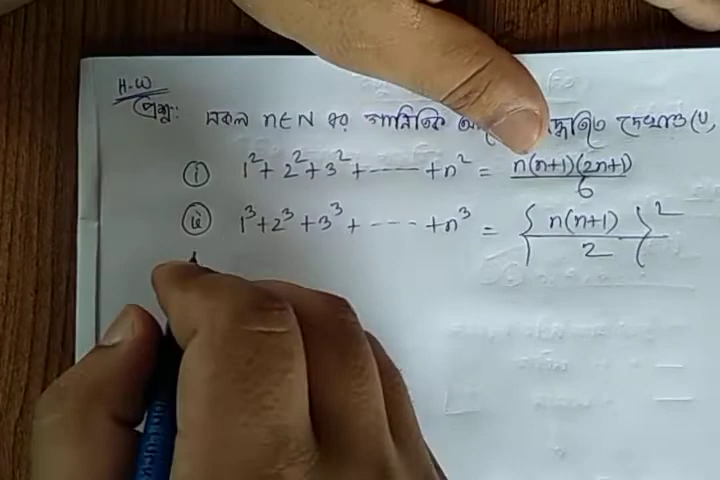 H.W
প্রশ্ন: সকল n∈N এর গাণিতিক দেখাও যে,
(i) 1²+2²+3²+-----+n² = n(n+1)(2n+1)/6
(ii) 1³+2³+3³+----+n³ = {n(n+1)/2}²